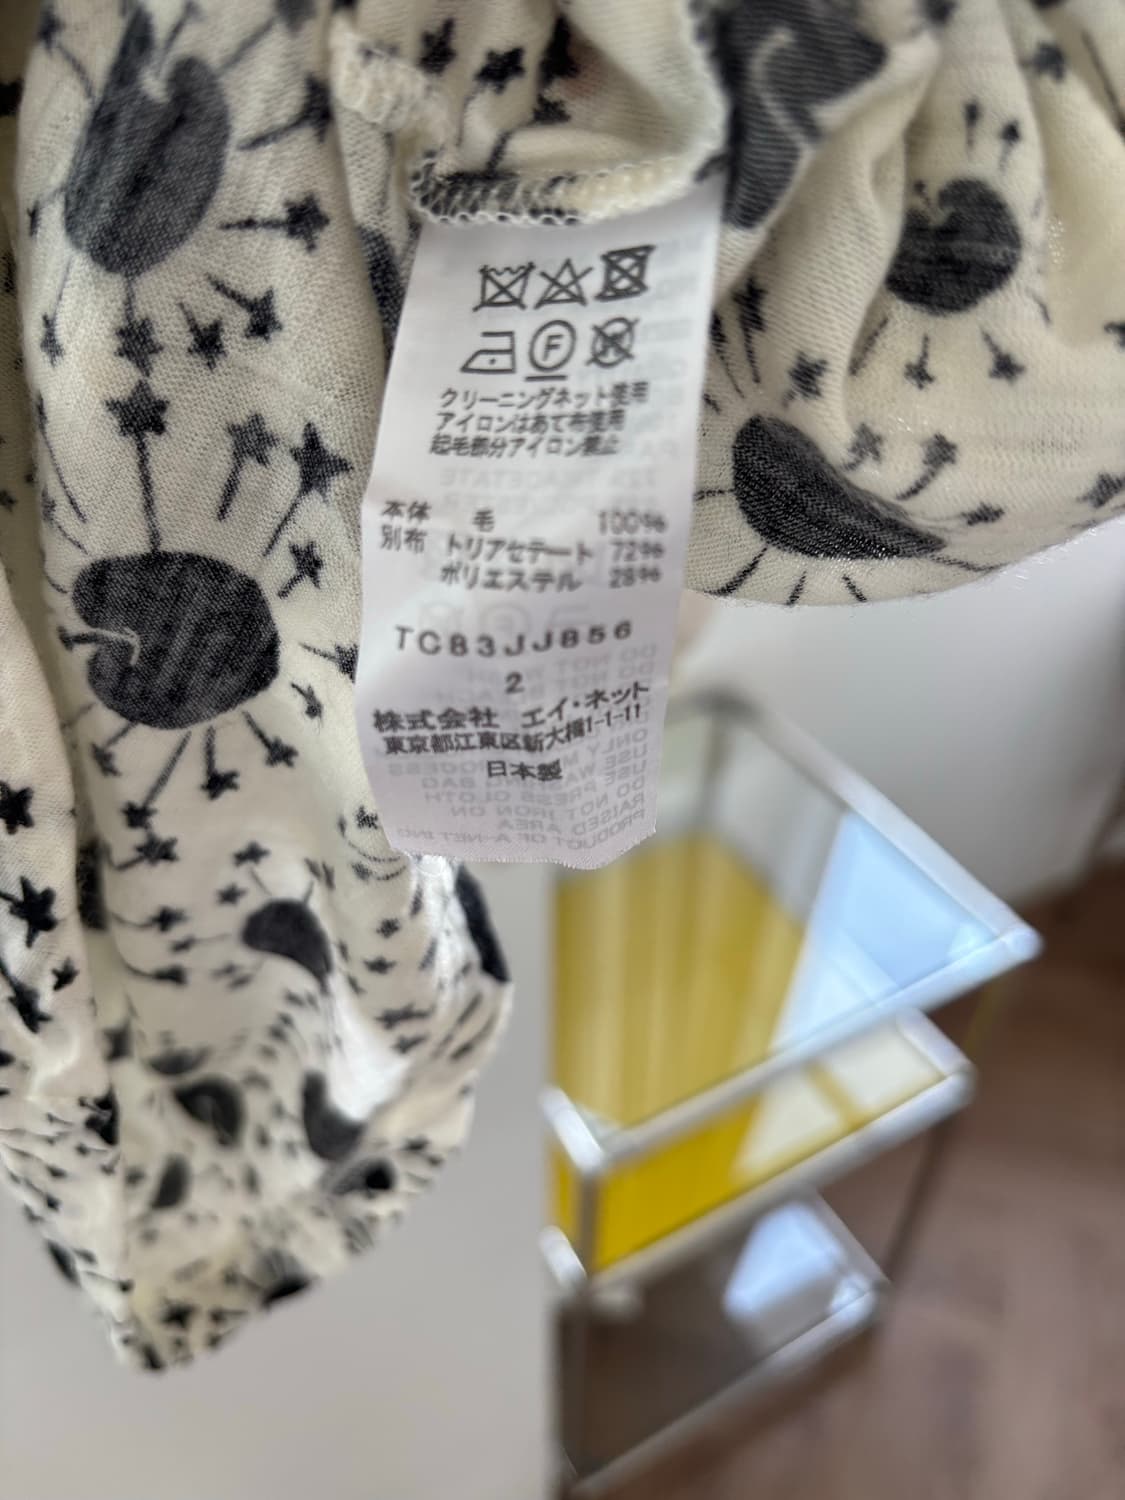 F
クリーニングネット使用
アイロンはあて布使用
起毛部分アイロン禁止
本体 毛 100%
別布 トリアセテート 72%
ポリエステル 28%
TC83JJ856
2
株式会社 エイ・ネット
東京都江東区新大橋1-1-11
日本製